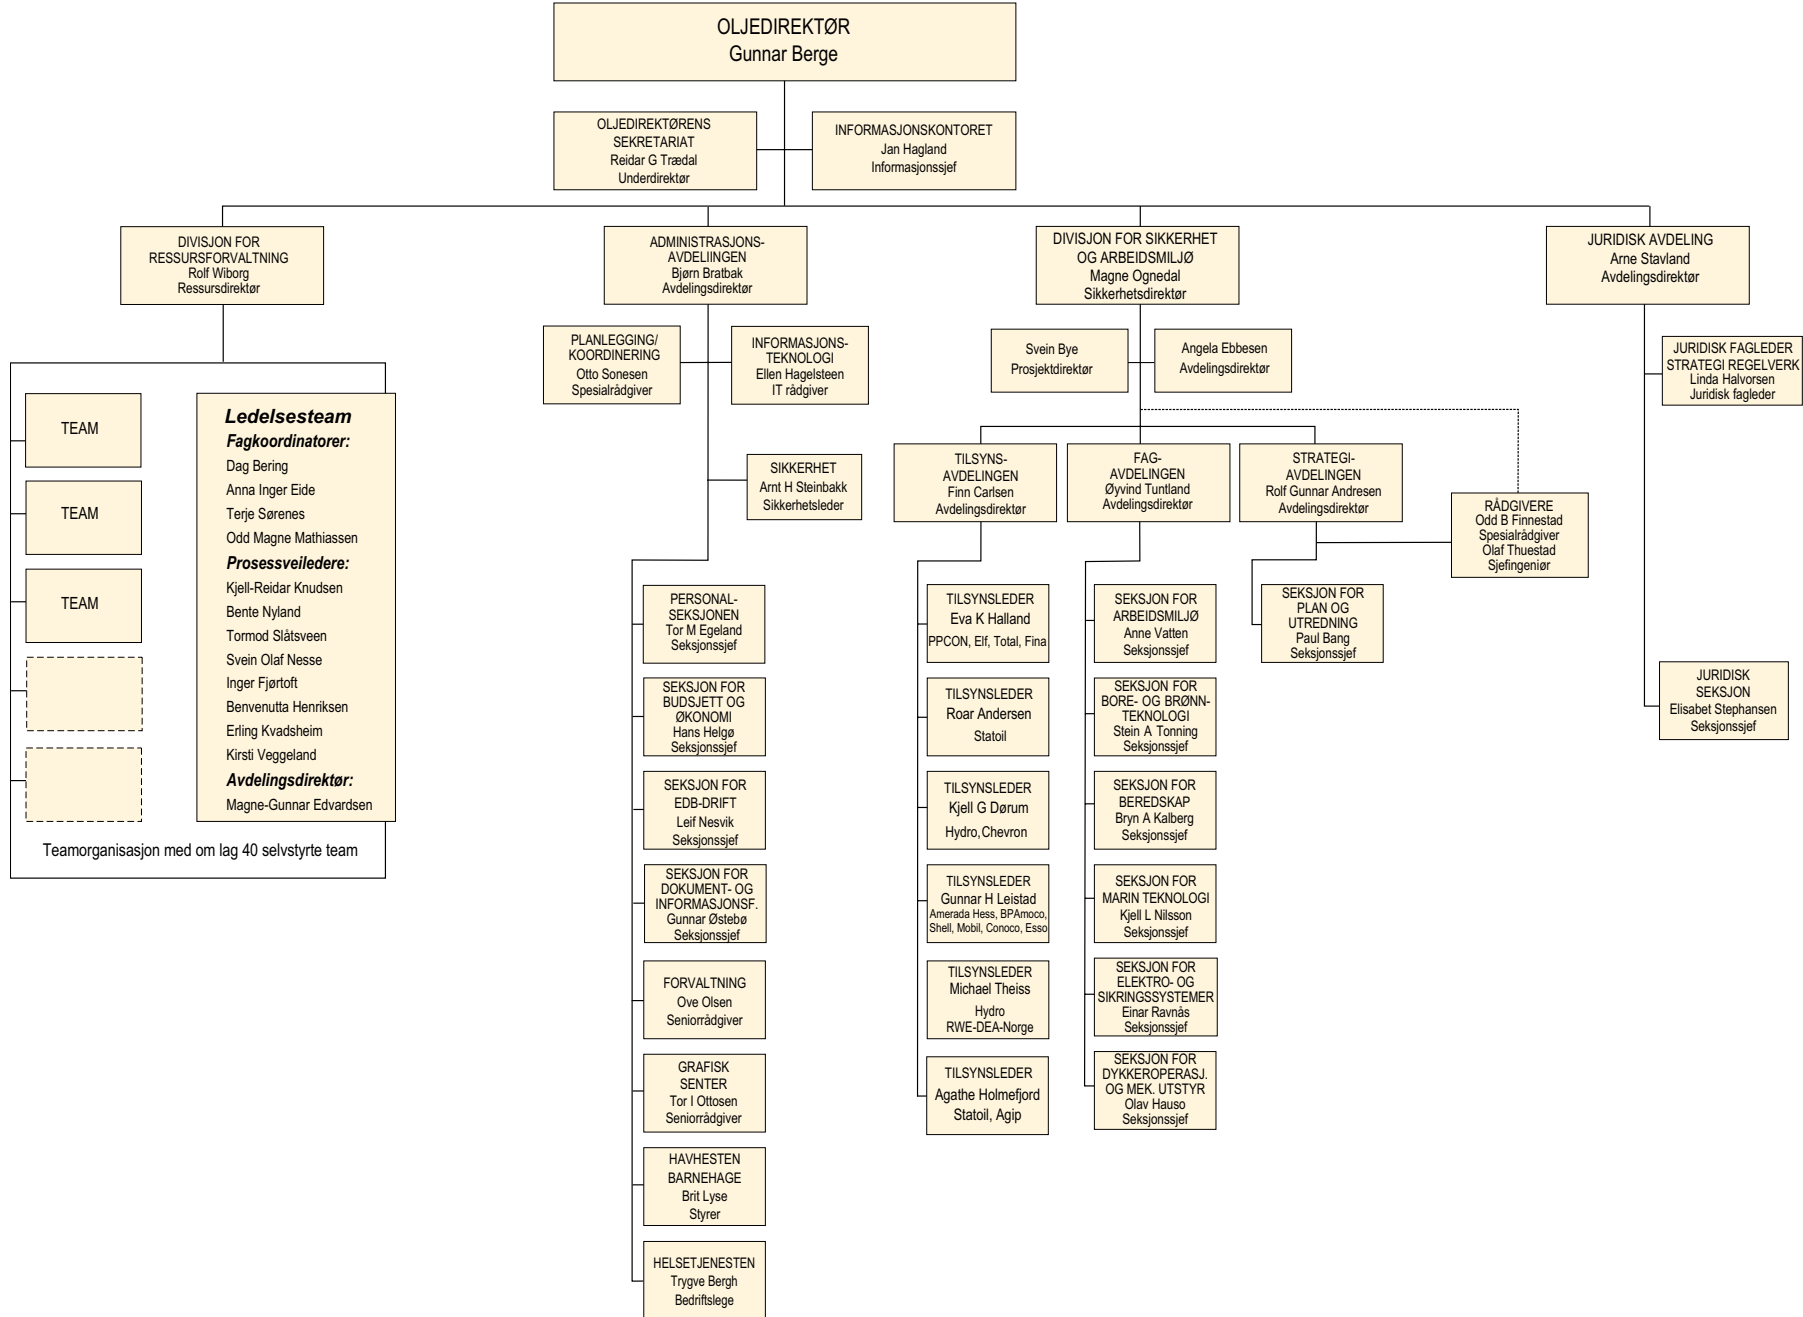 OLJEDIREKTØR
Gunnar Berge
OLJEDIREKTØRENS
SEKRETARIAT
Reidar G Trædal
Underdirektør
INFORMASJONSKONTORET
Jan Hagland
Informasjonssjef
DIVISJON FOR
RESSURSFORVALTNING
Rolf Wiborg
Ressursdirektør
TEAM
TEAM
TEAM
Ledelsesteam
Fagkoordinatorer:
Dag Bering
Anna Inger Eide
Terje Sørenes
Odd Magne Mathiassen
Prosessveiledere:
Kjell-Reidar Knudsen
Bente Nyland
Tormod Slåtsveen
Svein Olaf Nesse
Inger Fjørtoft
Benvenutta Henriksen
Erling Kvadsheim
Kirsti Veggeland
Avdelingsdirektør:
Magne-Gunnar Edvardsen
Teamorganisasjon med om lag 40 selvstyrte team
ADMINISTRASJONS-
AVDELIINGEN
Bjørn Bratbak
Avdelingsdirektør
PLANLEGGING/
KOORDINERING
Otto Sonesen
Spesialrådgiver
INFORMASJONS-
TEKNOLOGI
Ellen Hagelsteen
IT rådgiver
SIKKERHET
Arnt H Steinbakk
Sikkerhetsleder
PERSONAL-
SEKSJONEN
Tor M Egeland
Seksjonssjef
SEKSJON FOR
BUDSJETT OG
ØKONOMI
Hans Helgø
Seksjonssjef
SEKSJON FOR
EDB-DRIFT
Leif Nesvik
Seksjonssjef
SEKSJON FOR
DOKUMENT- OG
INFORMASJONSF.
Gunnar Østebø
Seksjonssjef
FORVALTNING
Ove Olsen
Seniorrådgiver
GRAFISK
SENTER
Tor I Ottosen
Seniorrådgiver
HAVHESTEN
BARNEHAGE
Brit Lyse
Styrer
HELSETJENESTEN
Trygve Bergh
Bedriftslege
DIVISJON FOR SIKKERHET
OG ARBEIDSMILJØ
Magne Ognedal
Sikkerhetsdirektør
Svein Bye
Prosjektdirektør
Angela Ebbesen
Avdelingsdirektør
TILSYNS-
AVDELINGEN
Finn Carlsen
Avdelingsdirektør
TILSYNSLEDER
Eva K Halland
PPCON, Elf, Total, Fina
TILSYNSLEDER
Roar Andersen
Statoil
TILSYNSLEDER
Kjell G Dørum
Hydro, Chevron
TILSYNSLEDER
Gunnar H Leistad
Amerada Hess, BPAmoco,
Shell, Mobil, Conoco, Esso
TILSYNSLEDER
Michael Theiss
Hydro
RWE-DEA-Norge
TILSYNSLEDER
Agathe Holmefjord
Statoil, Agip
FAG-
AVDELINGEN
Øyvind Tuntland
Avdelingsdirektør
SEKSJON FOR
ARBEIDSMILJØ
Anne Vatten
Seksjonssjef
SEKSJON FOR
BORE- OG BRØNN-
TEKNOLOGI
Stein A Tonning
Seksjonssjef
SEKSJON FOR
BEREDSKAP
Bryn A Kalberg
Seksjonssjef
SEKSJON FOR
MARIN TEKNOLOGI
Kjell L Nilsson
Seksjonssjef
SEKSJON FOR
ELEKTRO- OG
SIKRINGSSYSTEMER
Einar Ravnås
Seksjonssjef
SEKSJON FOR
DYKKEROPERASJ.
OG MEK. UTSTYR
Olav Hauso
Seksjonssjef
STRATEGI-
AVDELINGEN
Rolf Gunnar Andresen
Avdelingsdirektør
RÅDGIVERE
Odd B Finnestad
Spesialrådgiver
Olaf Thuestad
Sjefingeniør
SEKSJON FOR
PLAN OG
UTREDNING
Paul Bang
Seksjonssjef
JURIDISK AVDELING
Arne Stavland
Avdelingsdirektør
JURIDISK FAGLEDER
STRATEGI REGELVERK
Linda Halvorsen
Juridisk fagleder
JURIDISK
SEKSJON
Elisabet Stephansen
Seksjonssjef